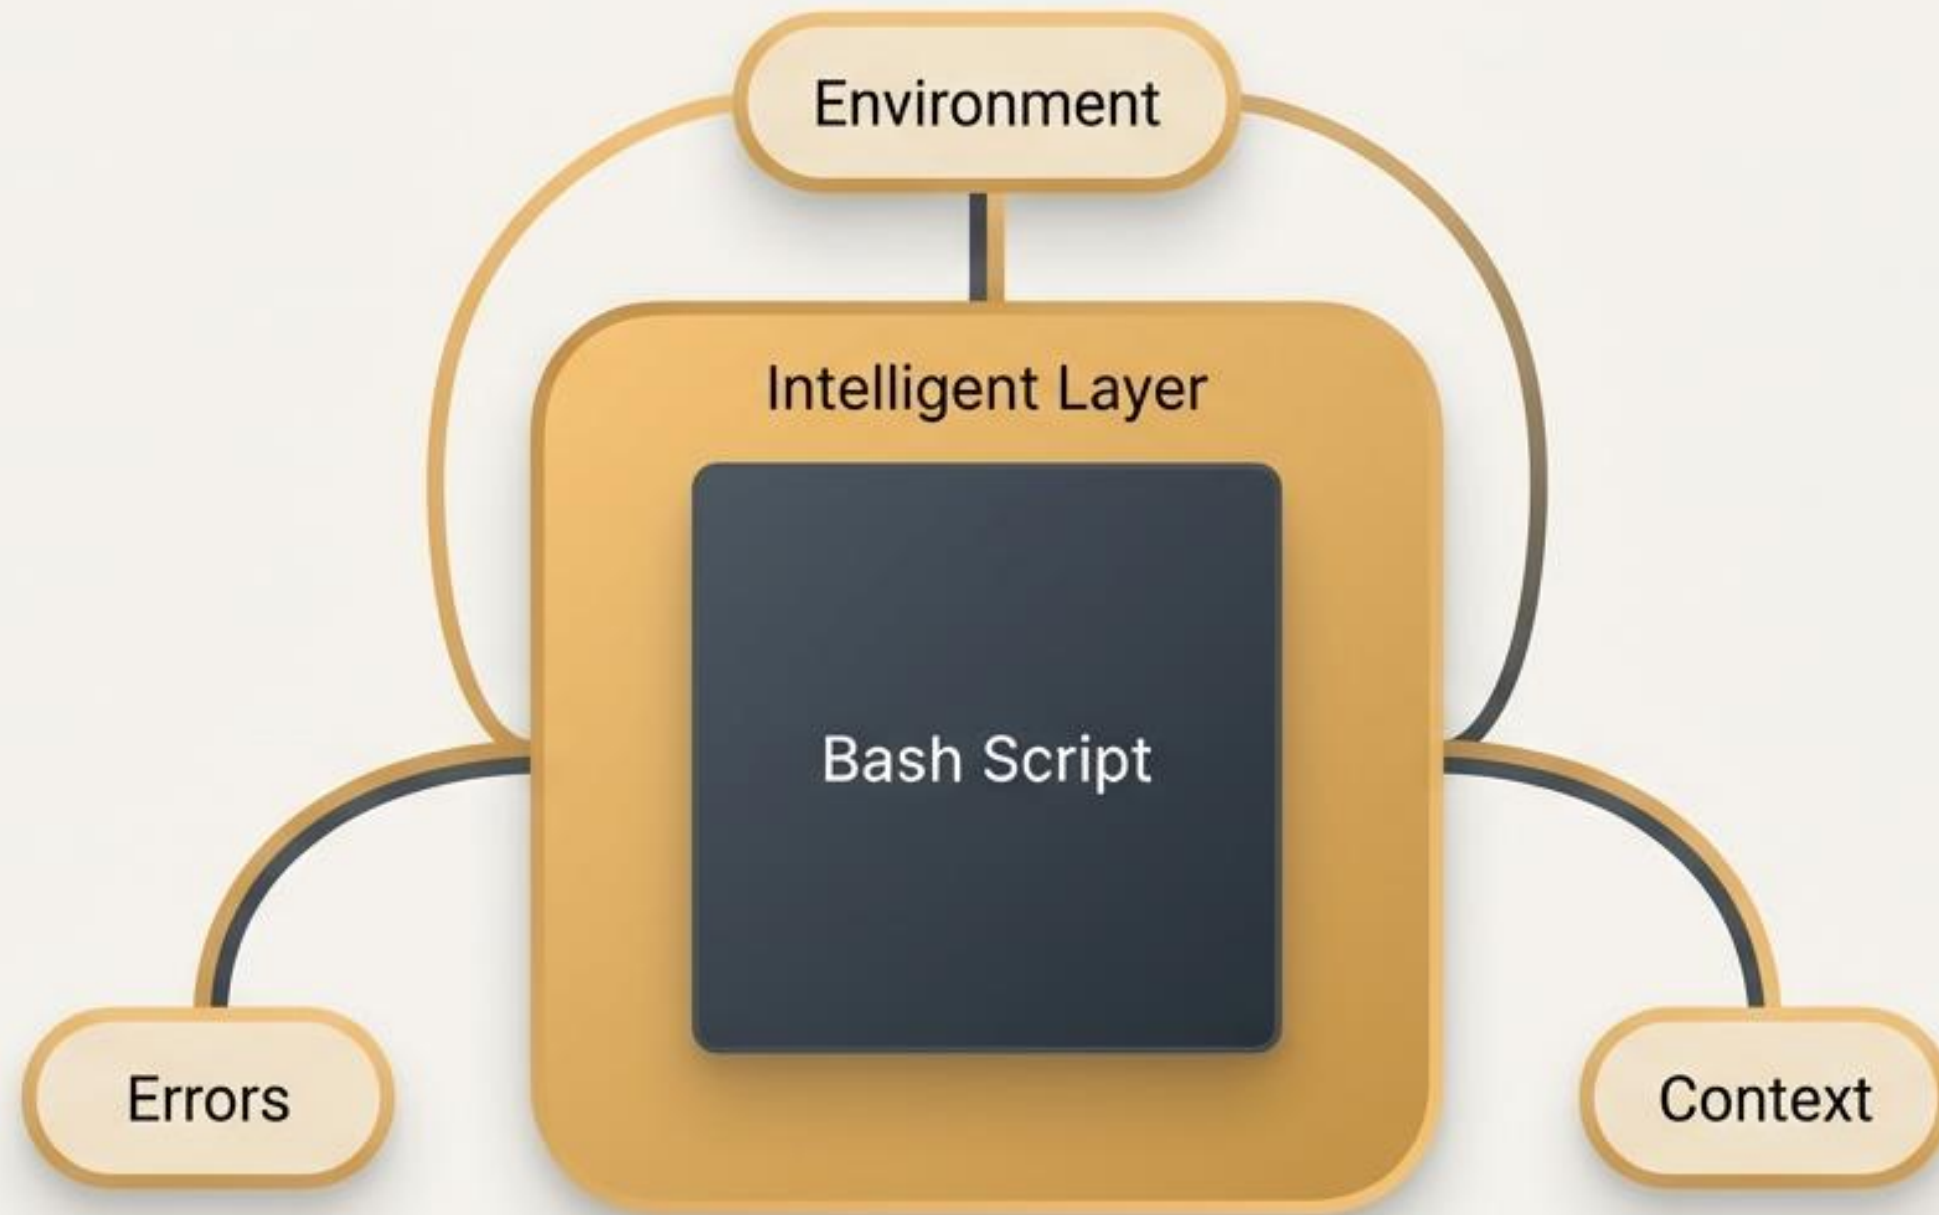 Environment
Intelligent Layer
Bash Script
Errors
Context